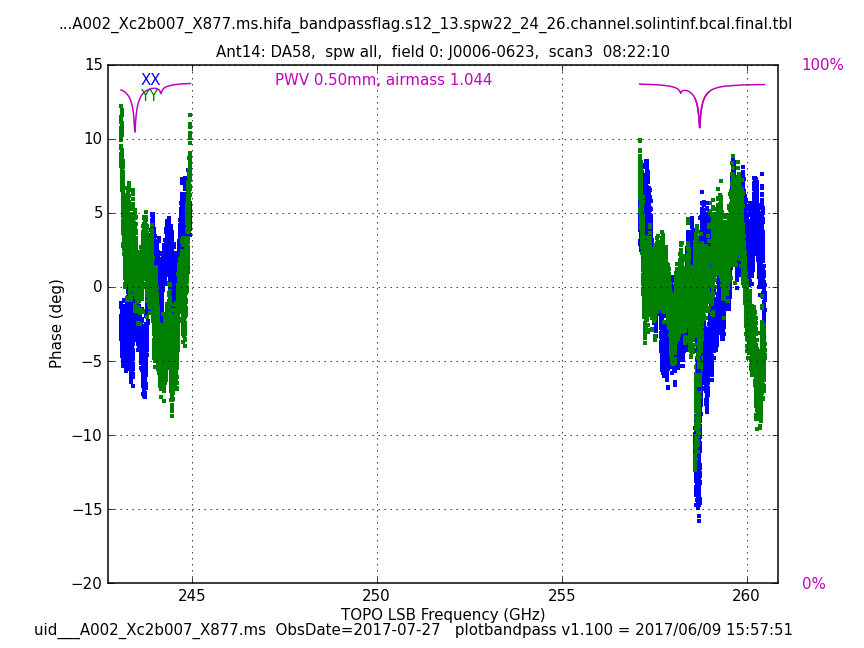 ...A002_Xc2b007_X877.ms.hifa_bandpassflag.s12_13.spw22_24_26.channel.solintinf.bcal.final.tbl
Ant14: DA58,  spw all,  field 0: J0006-0623,  scan3  08:22:10
15
100%
XX
PWV 0.50mm, airmass 1.044
YY
10
5
0
−5
−10
−15
−20
0%
Phase (deg)
245
250
255
260
TOPO LSB Frequency (GHz)
uid___A002_Xc2b007_X877.ms  ObsDate=2017-07-27   plotbandpass v1.100 = 2017/06/09 15:57:51